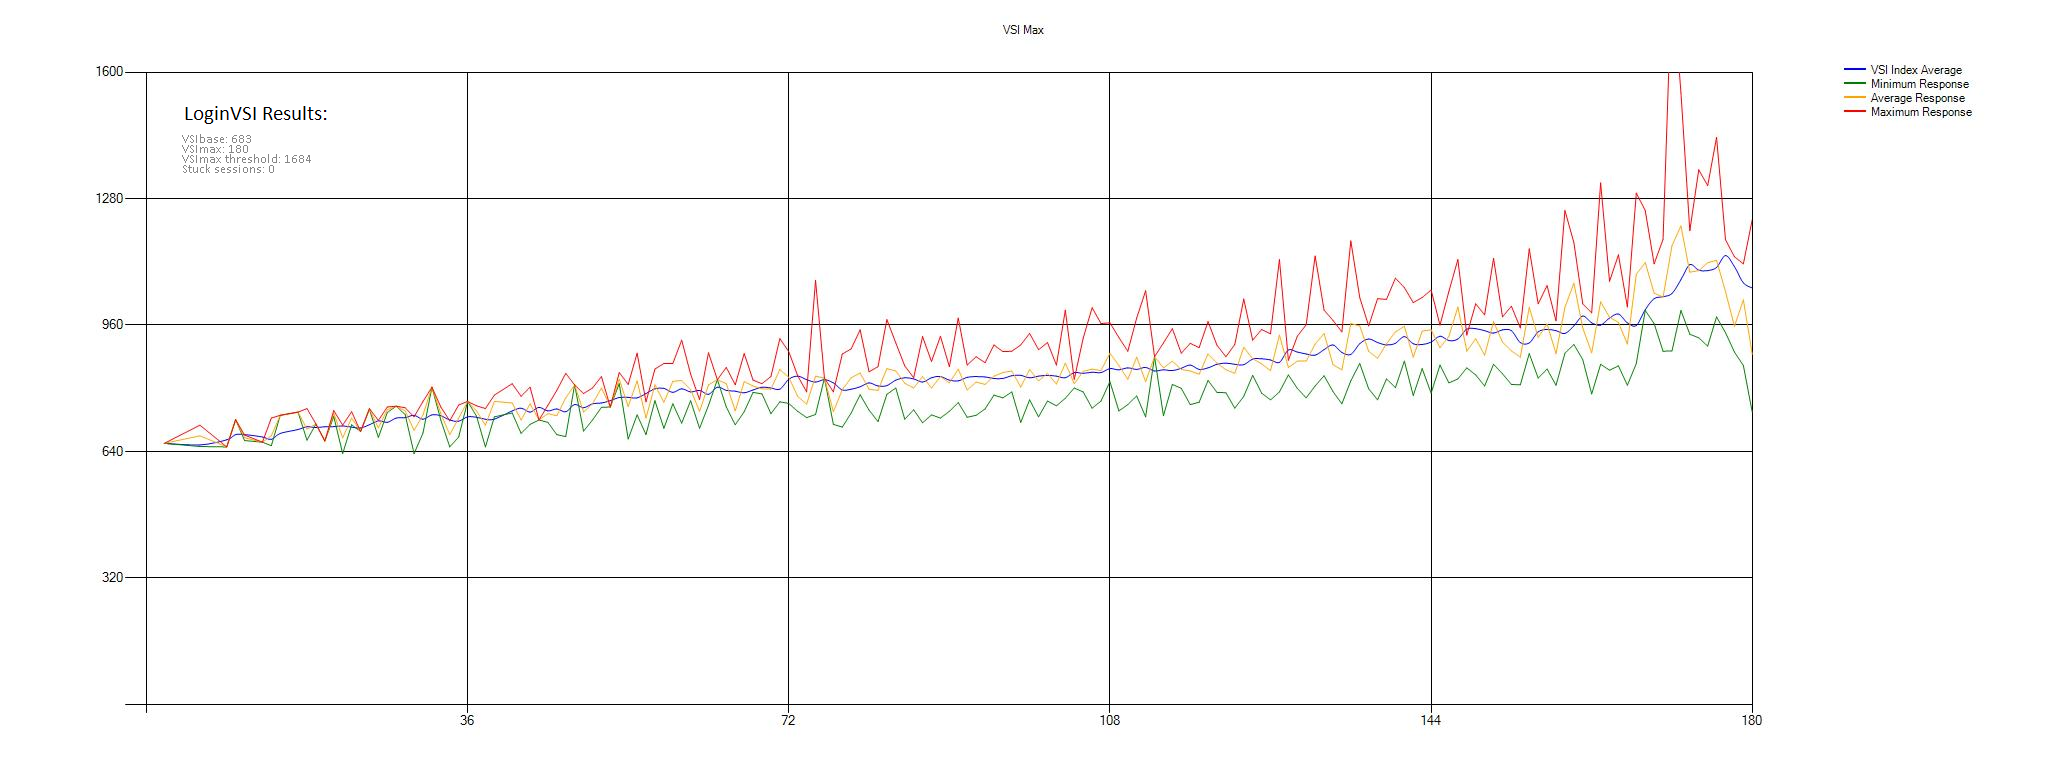 VSI Max
1600
1280
960
640
320
LoginVSI Results:
VSIbase: 683
VSImax: 180
VSImax threshold: 1684
Stuck sessions: 0
36
72
108
144
180
VSI Index Average
Minimum Response
Average Response
Maximum Response